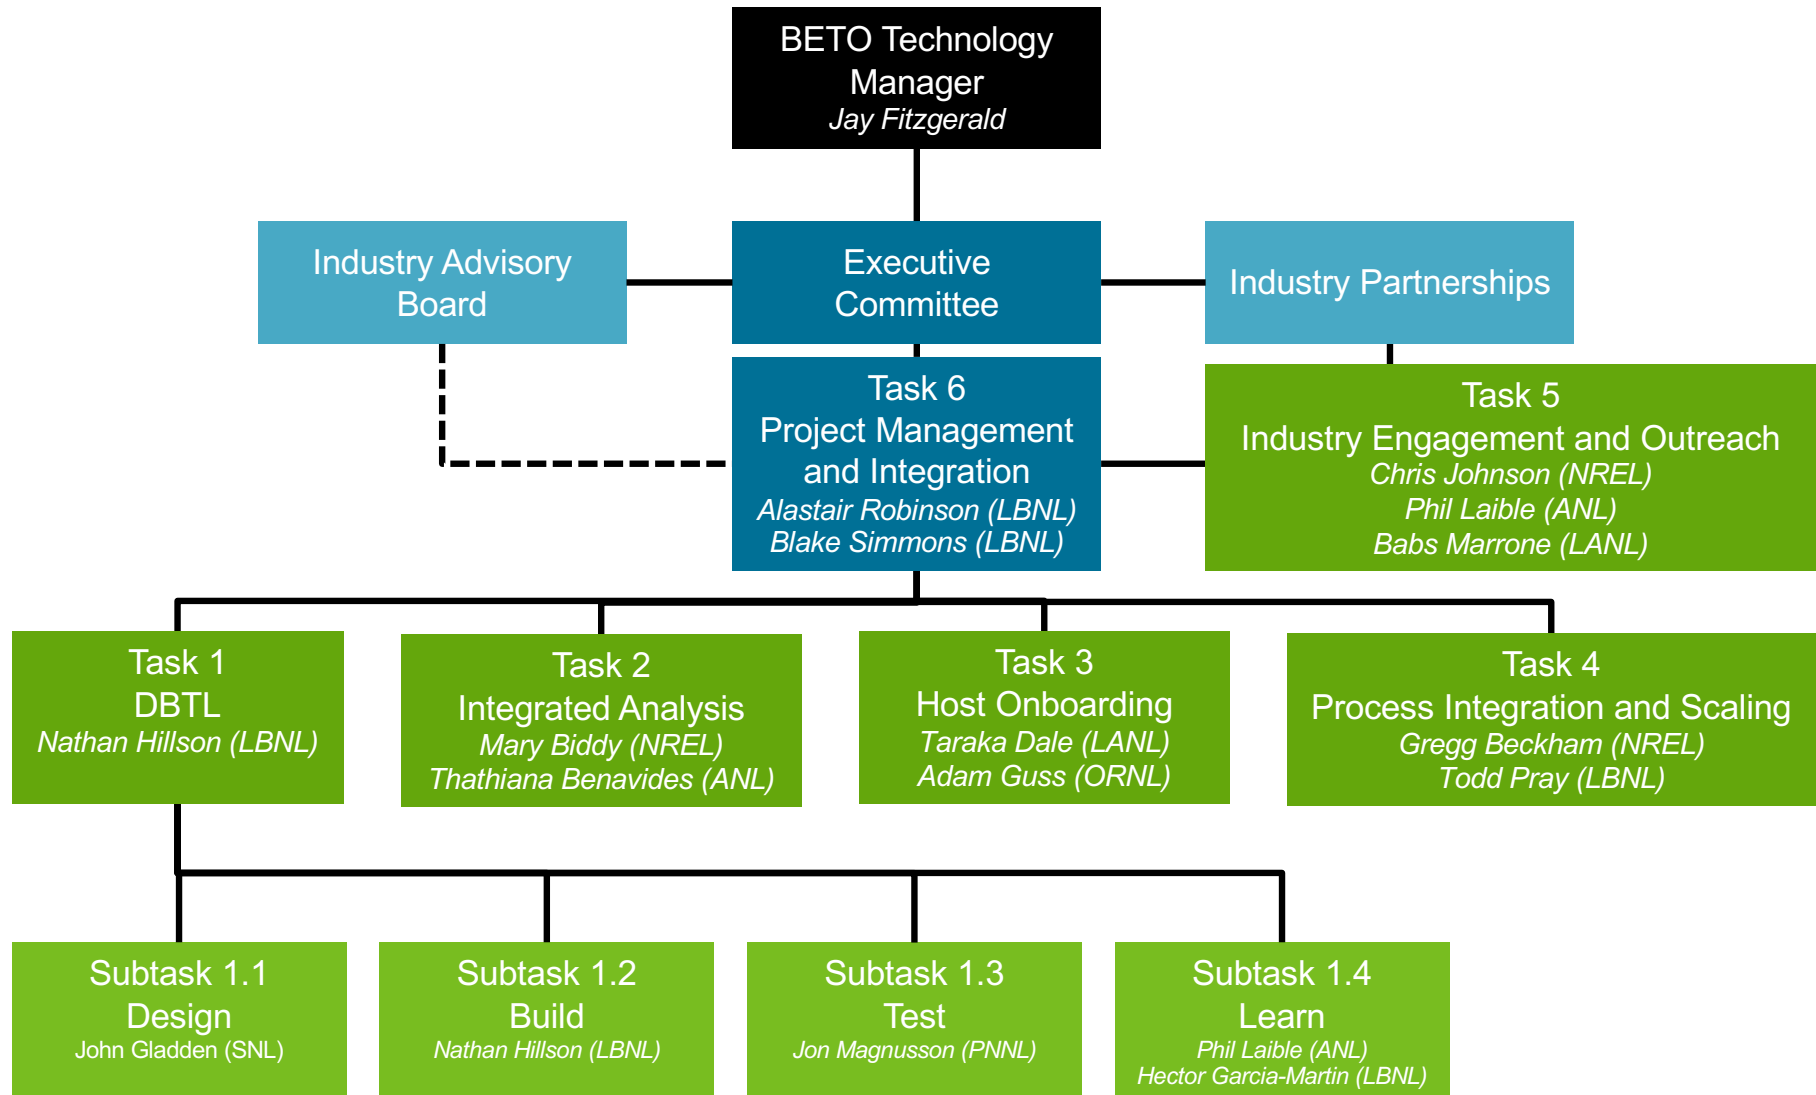 BETO Technology
Manager
Jay Fitzgerald
Industry Advisory
Board
Executive
Committee
Industry Partnerships
Task 6
Project Management
and Integration
Alastair Robinson (LBNL)
Blake Simmons (LBNL)
Task 5
Industry Engagement and Outreach
Chris Johnson (NREL)
Phil Laible (ANL)
Babs Marrone (LANL)
Task 1
DBTL
Nathan Hillson (LBNL)
Task 2
Integrated Analysis
Mary Biddy (NREL)
Thathiana Benavides (ANL)
Task 3
Host Onboarding
Taraka Dale (LANL)
Adam Guss (ORNL)
Task 4
Process Integration and Scaling
Gregg Beckham (NREL)
Todd Pray (LBNL)
Subtask 1.1
Design
John Gladden (SNL)
Subtask 1.2
Build
Nathan Hillson (LBNL)
Subtask 1.3
Test
Jon Magnusson (PNNL)
Subtask 1.4
Learn
Phil Laible (ANL)
Hector Garcia-Martin (LBNL)